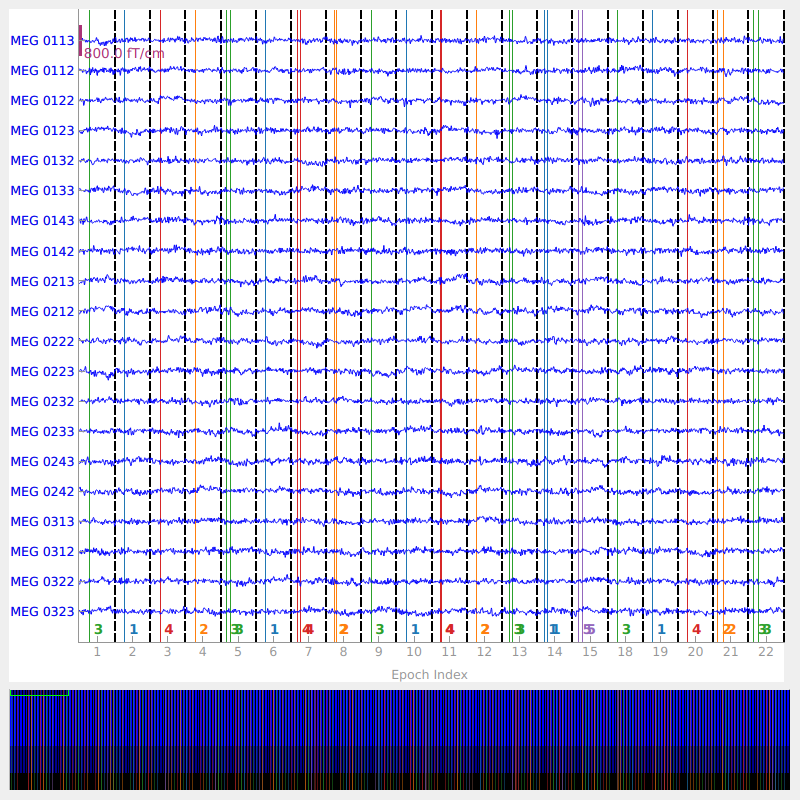 MEG 0113
800.0 fT/cm
MEG 0112
MEG 0122
MEG 0123
MEG 0132
MEG 0133
MEG 0143
MEG 0142
MEG 0213
MEG 0212
MEG 0222
MEG 0223
MEG 0232
MEG 0233
MEG 0243
MEG 0242
MEG 0313
MEG 0312
MEG 0322
MEG 0323
3 1 4 2 33 1 44 22 3 1 44 2 33 11 55 3 1 4 22 33
1 2 3 4 5 6 7 8 9 10 11 12 13 14 15 18 19 20 21 22
Epoch Index